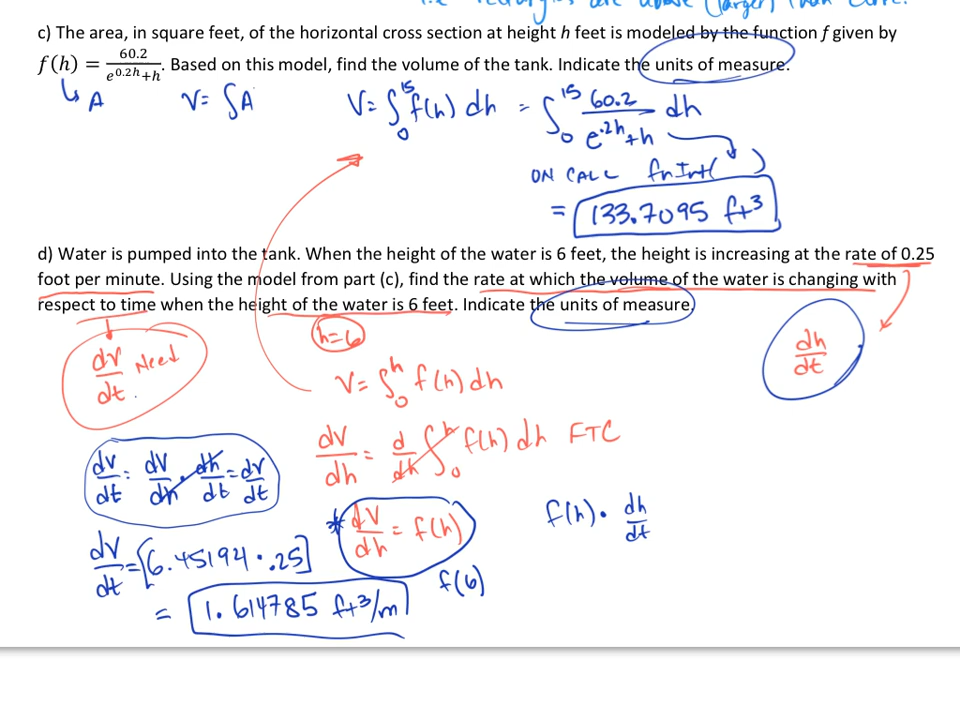 (larger) than curve.
c) The area, in square feet, of the horizontal cross section at height h feet is modeled by the function f given by
f(h) = 60.2/(e^0.2h+h). Based on this model, find the volume of the tank. Indicate the units of measure.
↳ A V= ∫A V= ∫₀¹⁵ f(h) dh = ∫₀¹⁵ 60.2/(e^.2h+h) dh
ON CALC fnInt( )
= 133.7095 ft³
d) Water is pumped into the tank. When the height of the water is 6 feet, the height is increasing at the rate of 0.25
foot per minute. Using the model from part (c), find the rate at which the volume of the water is changing with
respect to time when the height of the water is 6 feet. Indicate the units of measure.
dv/dt Need h=6 dh/dt
V= ∫₀ʰ f(h) dh
dV/dh = d/dh ∫₀ʰ f(h) dh FTC
dv/dt = dV/dh · dh/dt = dv/dt
* dV/dh = f(h) f(h) · dh/dt
dv/dt = [6.45194 · .25] f(6)
= 1.614785 ft³/m